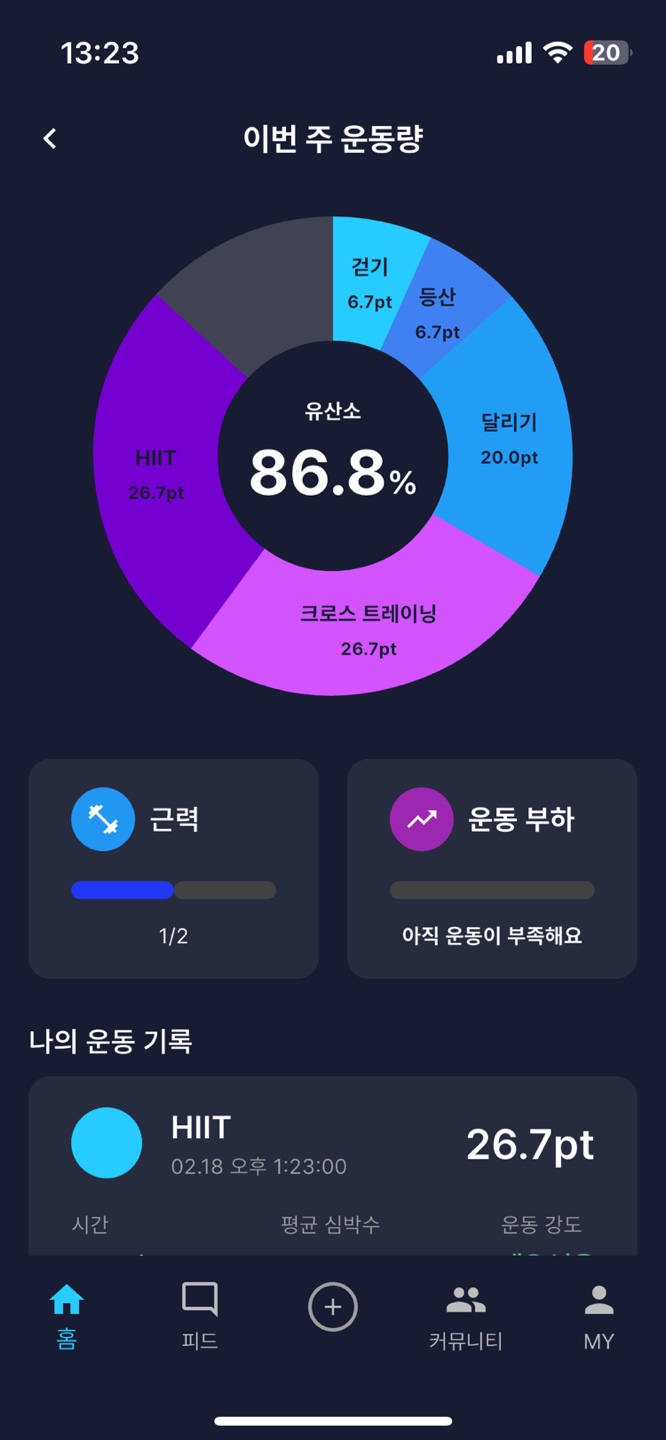 13:23
20
이번 주 운동량
걷기
6.7pt
등산
6.7pt
달리기
20.0pt
유산소
86.8%
HIIT
26.7pt
크로스 트레이닝
26.7pt
근력
1/2
운동 부하
아직 운동이 부족해요
나의 운동 기록
HIIT
02.18 오후 1:23:00
26.7pt
시간
평균 심박수
운동 강도
홈
피드
커뮤니티
MY